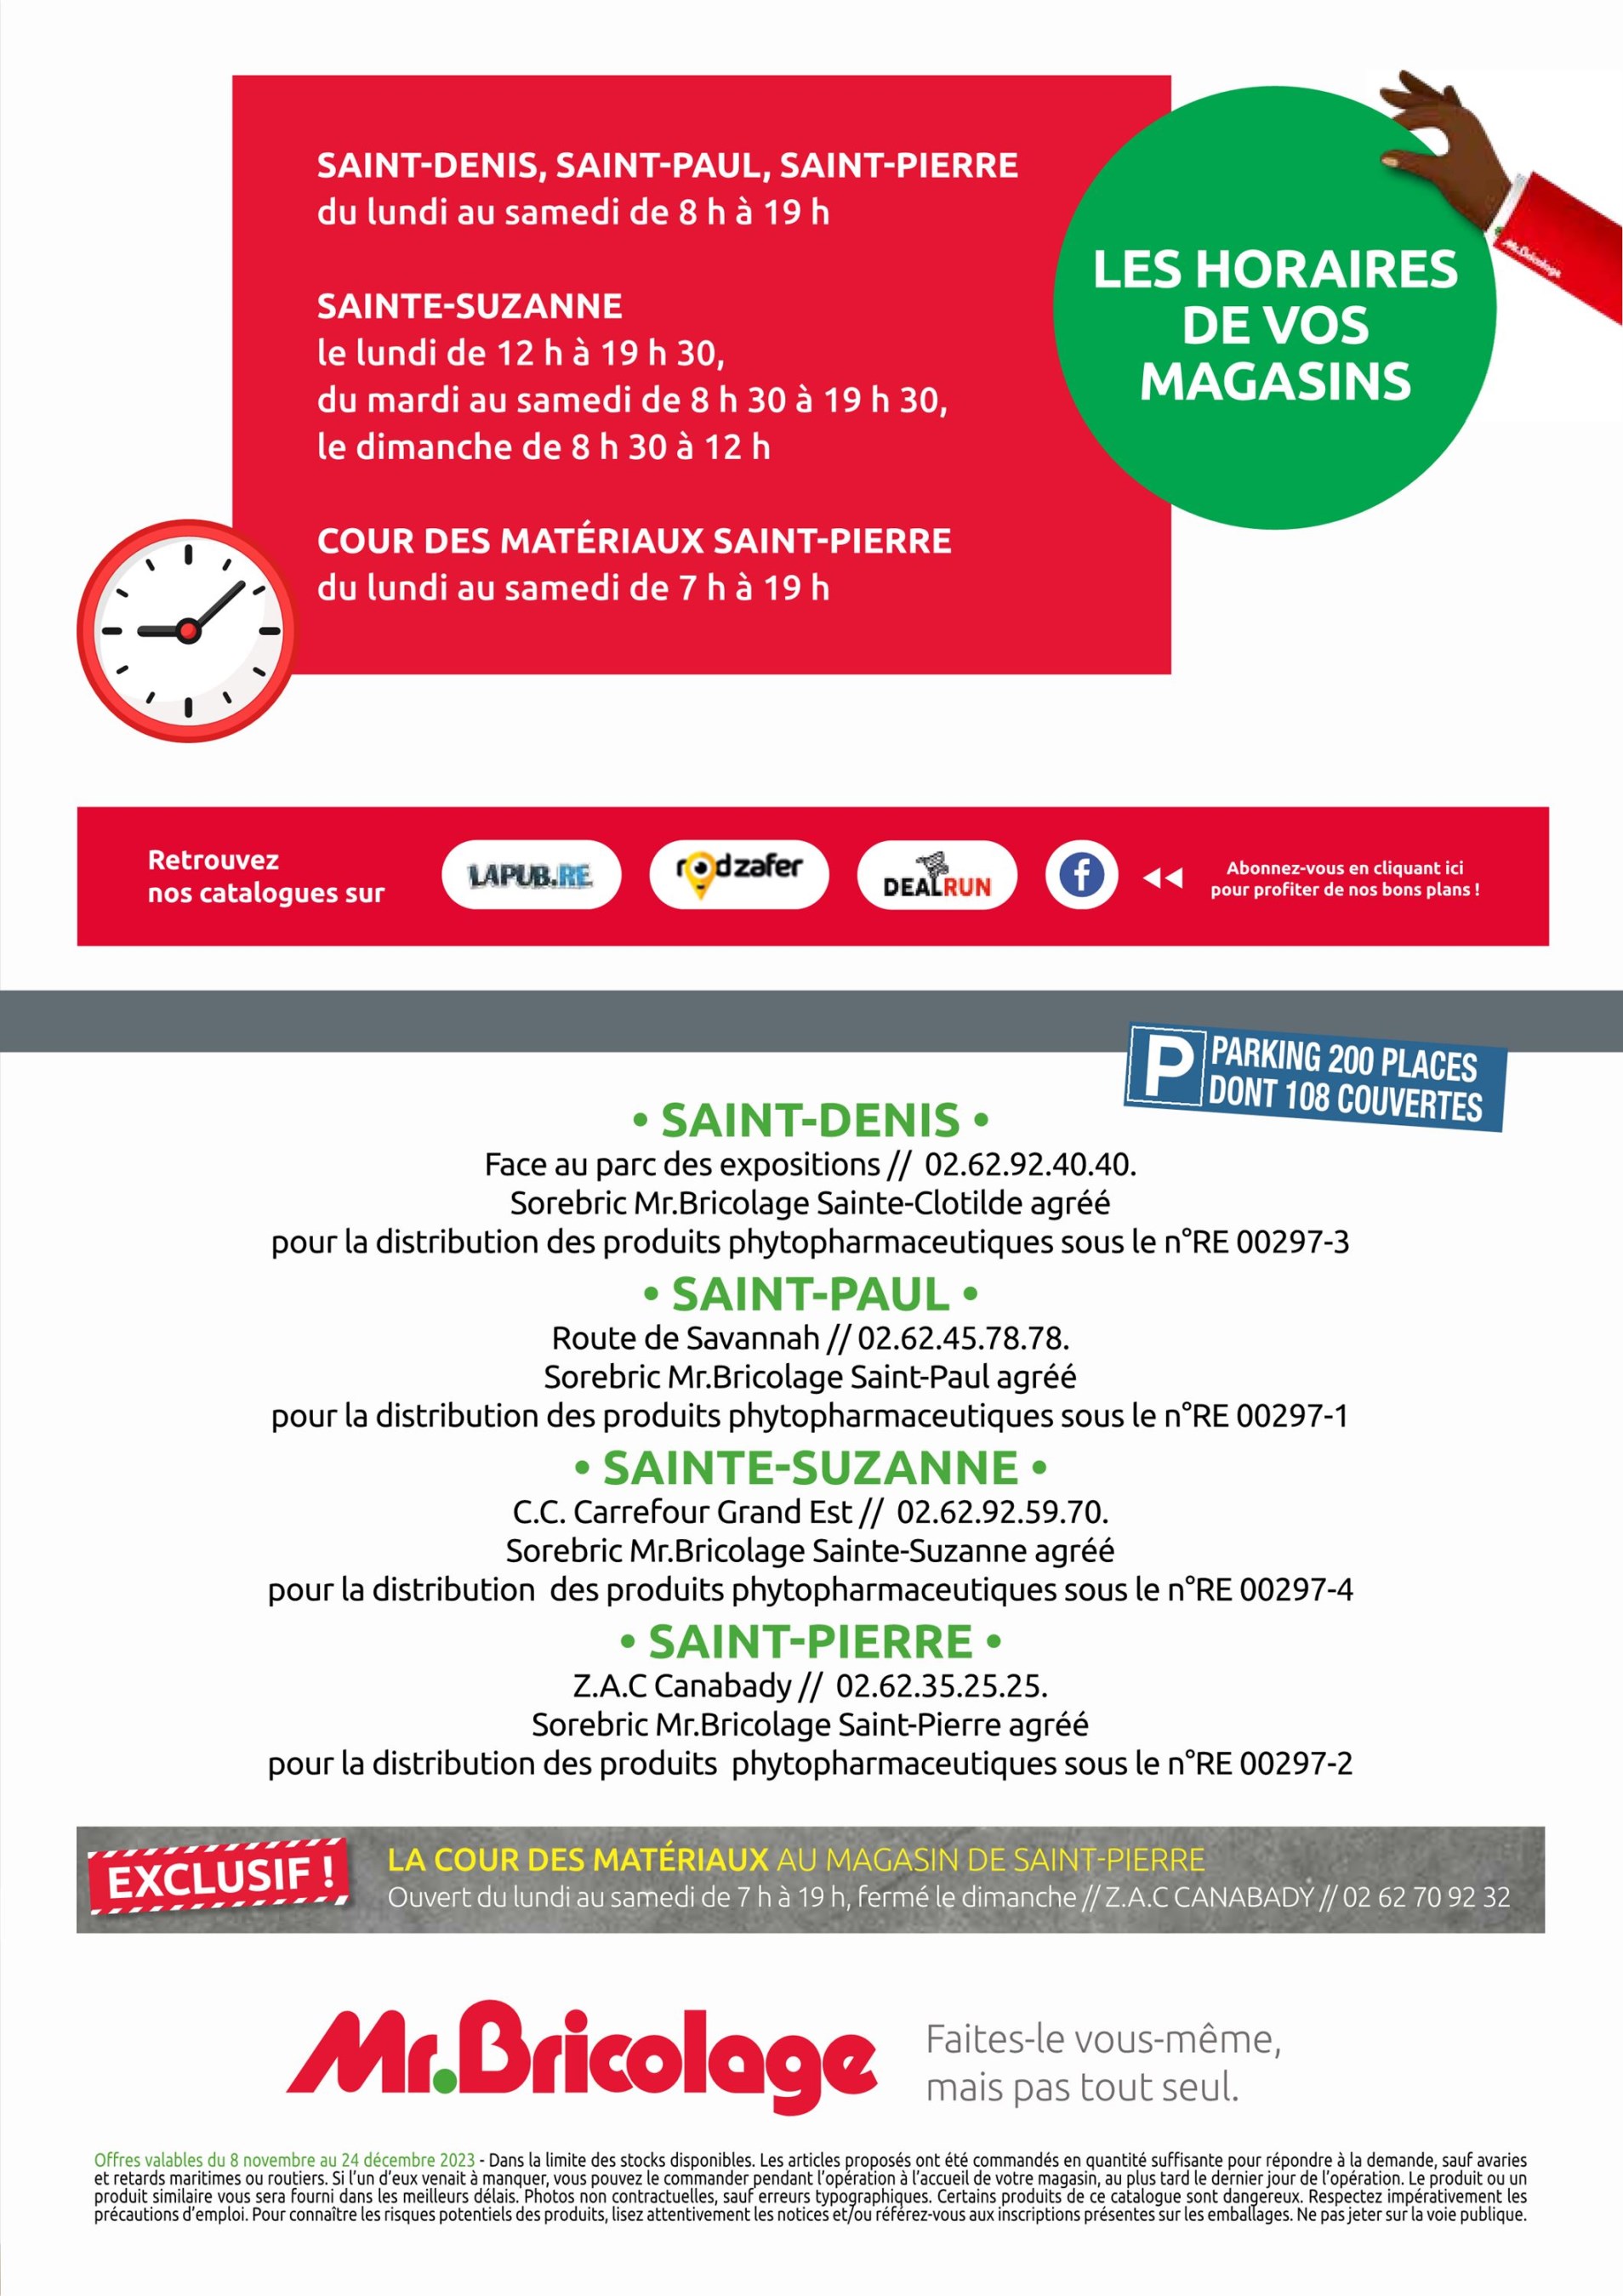 SAINT-DENIS, SAINT-PAUL, SAINT-PIERRE
du lundi au samedi de 8 h à 19 h
SAINTE-SUZANNE
le lundi de 12 h à 19 h 30,
du mardi au samedi de 8 h 30 à 19 h 30,
le dimanche de 8 h 30 à 12 h
COUR DES MATÉRIAUX SAINT-PIERRE
du lundi au samedi de 7 h à 19 h
LES HORAIRES
DE VOS
MAGASINS
Mr.Bricolage
Retrouvez
nos catalogues sur
LAPUB.RE
rodzafer
DEALRUN
f
Abonnez-vous en cliquant ici
pour profiter de nos bons plans !
P
PARKING 200 PLACES
DONT 108 COUVERTES
• SAINT-DENIS •
Face au parc des expositions // 02.62.92.40.40.
Sorebric Mr.Bricolage Sainte-Clotilde agréé
pour la distribution des produits phytopharmaceutiques sous le n°RE 00297-3
• SAINT-PAUL •
Route de Savannah // 02.62.45.78.78.
Sorebric Mr.Bricolage Saint-Paul agréé
pour la distribution des produits phytopharmaceutiques sous le n°RE 00297-1
• SAINTE-SUZANNE •
C.C. Carrefour Grand Est // 02.62.92.59.70.
Sorebric Mr.Bricolage Sainte-Suzanne agréé
pour la distribution des produits phytopharmaceutiques sous le n°RE 00297-4
• SAINT-PIERRE •
Z.A.C Canabady // 02.62.35.25.25.
Sorebric Mr.Bricolage Saint-Pierre agréé
pour la distribution des produits phytopharmaceutiques sous le n°RE 00297-2
EXCLUSIF !
LA COUR DES MATÉRIAUX AU MAGASIN DE SAINT-PIERRE
Ouvert du lundi au samedi de 7 h à 19 h, fermé le dimanche // Z.A.C CANABADY // 02 62 70 92 32
Mr.Bricolage
Faites-le vous-même,
mais pas tout seul.
Offres valables du 8 novembre au 24 décembre 2023 - Dans la limite des stocks disponibles. Les articles proposés ont été commandés en quantité suffisante pour répondre à la demande, sauf avaries
et retards maritimes ou routiers. Si l'un d'eux venait à manquer, vous pouvez le commander pendant l'opération à l'accueil de votre magasin, au plus tard le dernier jour de l'opération. Le produit ou un
produit similaire vous sera fourni dans les meilleurs délais. Photos non contractuelles, sauf erreurs typographiques. Certains produits de ce catalogue sont dangereux. Respectez impérativement les
précautions d'emploi. Pour connaître les risques potentiels des produits, lisez attentivement les notices et/ou référez-vous aux inscriptions présentes sur les emballages. Ne pas jeter sur la voie publique.